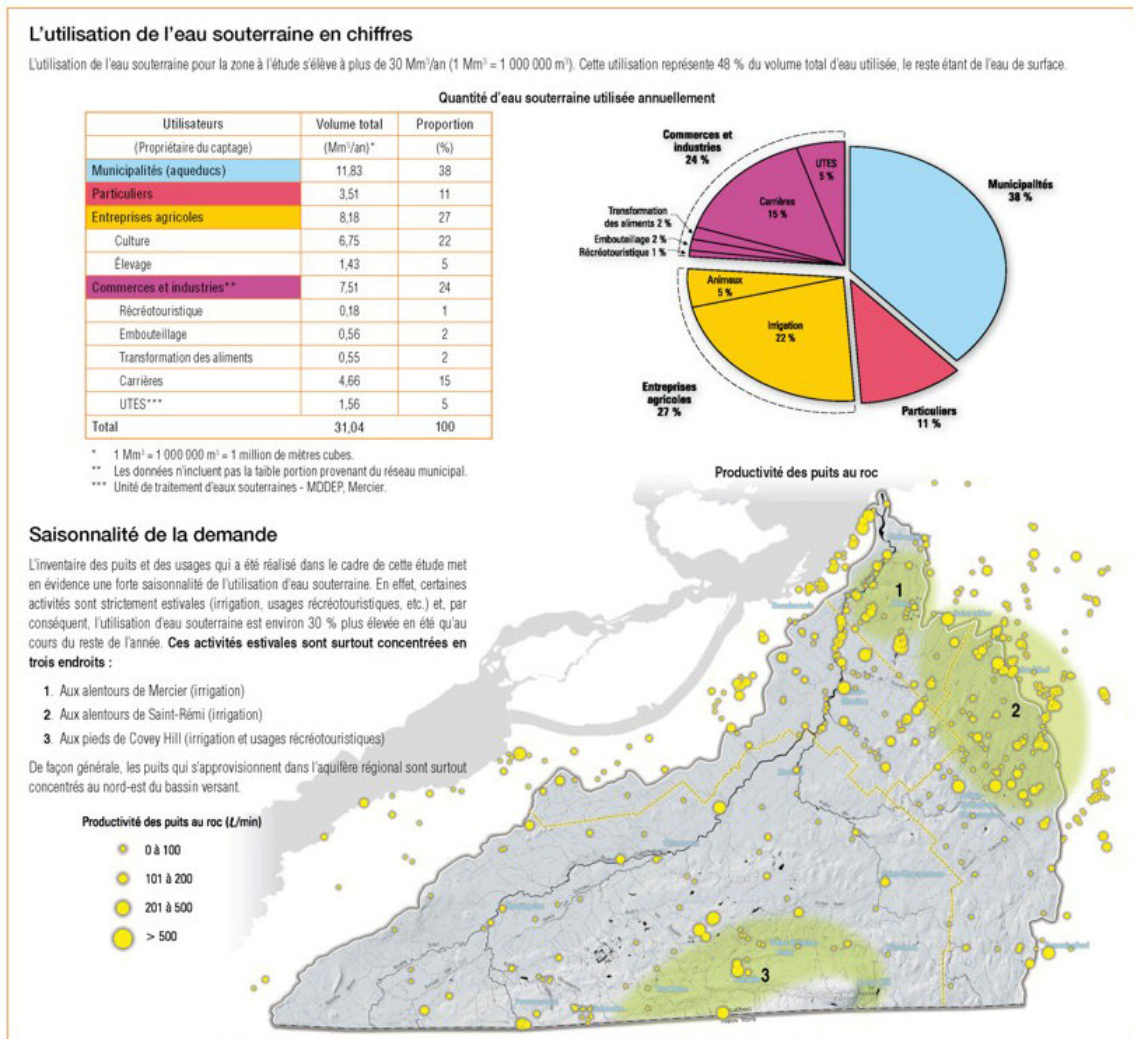 L'utilisation de l'eau souterraine en chiffres
L'utilisation de l'eau souterraine pour la zone à l'étude s'élève à plus de 30 Mm³/an (1 Mm³ = 1 000 000 m³). Cette utilisation représente 48 % du volume total d'eau utilisée, le reste étant de l'eau de surface.
Quantité d'eau souterraine utilisée annuellement
Utilisateurs Volume total Proportion
(Propriétaire du captage) (Mm³/an)* (%)
Municipalités (aqueducs) 11,83 38
Particuliers 3,51 11
Entreprises agricoles 8,18 27
Culture 6,75 22
Élevage 1,43 5
Commerces et industries** 7,51 24
Récréotouristique 0,18 1
Embouteillage 0,56 2
Transformation des aliments 0,55 2
Carrières 4,66 15
UTES*** 1,56 5
Total 31,04 100
* 1 Mm³ = 1 000 000 m³ = 1 million de mètres cubes.
** Les données n'incluent pas la faible portion provenant du réseau municipal.
*** Unité de traitement d'eaux souterraines - MDDEP, Mercier.
Commerces et
industries
24 %
UTES
5 %
Carrières
15 %
Transformation
des aliments 2 %
Embouteillage 2 %
Récréotouristique 1 %
Municipalités
38 %
Animaux
5 %
Irrigation
22 %
Entreprises
agricoles
27 %
Particuliers
11 %
Saisonnalité de la demande
L'inventaire des puits et des usages qui a été réalisé dans le cadre de cette étude met
en évidence une forte saisonnalité de l'utilisation d'eau souterraine. En effet, certaines
activités sont strictement estivales (irrigation, usages récréotouristiques, etc.) et, par
conséquent, l'utilisation d'eau souterraine est environ 30 % plus élevée en été qu'au
cours du reste de l'année. Ces activités estivales sont surtout concentrées en
trois endroits :
1. Aux alentours de Mercier (irrigation)
2. Aux alentours de Saint-Rémi (irrigation)
3. Aux pieds de Covey Hill (irrigation et usages récréotouristiques)
De façon générale, les puits qui s'approvisionnent dans l'aquifère régional sont surtout
concentrés au nord-est du bassin versant.
Productivité des puits au roc (ℓ/min)
0 à 100
101 à 200
201 à 500
> 500
Productivité des puits au roc
1
2
3